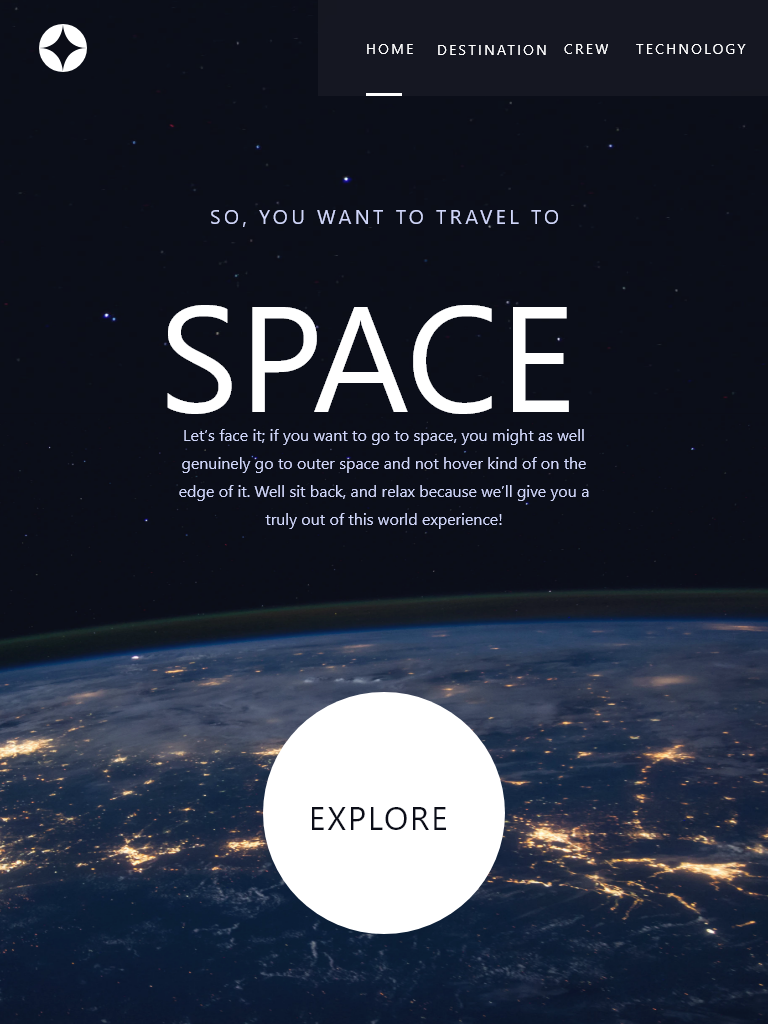 HOME DESTINATION CREW TECHNOLOGY
SO, YOU WANT TO TRAVEL TO
SPACE
Let’s face it; if you want to go to space, you might as well
genuinely go to outer space and not hover kind of on the
edge of it. Well sit back, and relax because we’ll give you a
truly out of this world experience!
EXPLORE